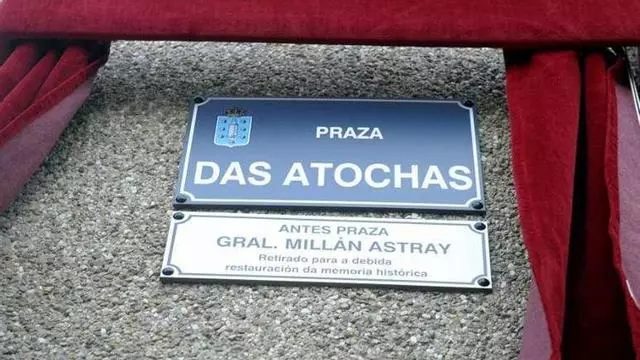 PRAZA
DAS ATOCHAS
ANTES PRAZA
GRAL. MILLÁN ASTRAY
Retirado para a debida
restauración da memoria histórica